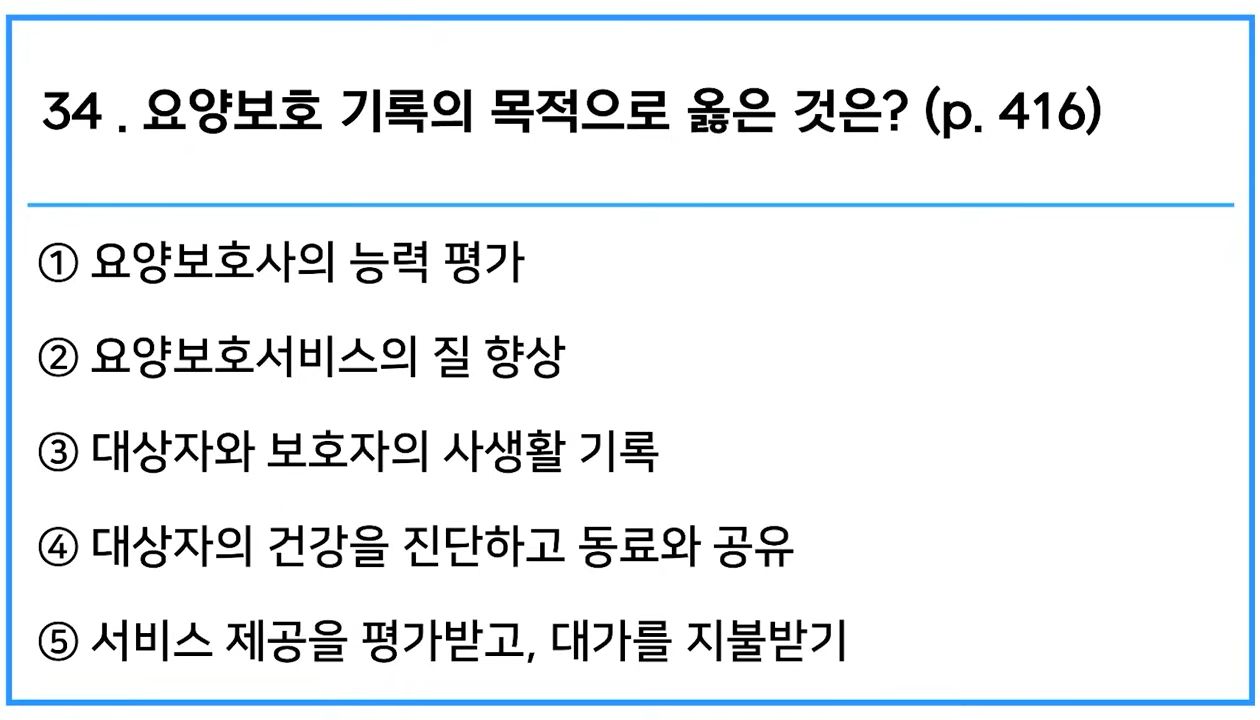 34 . 요양보호 기록의 목적으로 옳은 것은? (p. 416)
① 요양보호사의 능력 평가
② 요양보호서비스의 질 향상
③ 대상자와 보호자의 사생활 기록
④ 대상자의 건강을 진단하고 동료와 공유
⑤ 서비스 제공을 평가받고, 대가를 지불받기